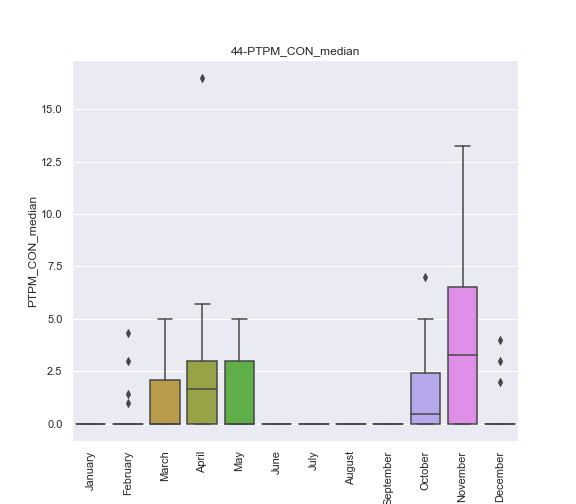 44-PTPM_CON_median
PTPM_CON_median
15.0
12.5
10.0
7.5
5.0
2.5
0.0
January
February
March
April
May
June
July
August
September
October
November
December